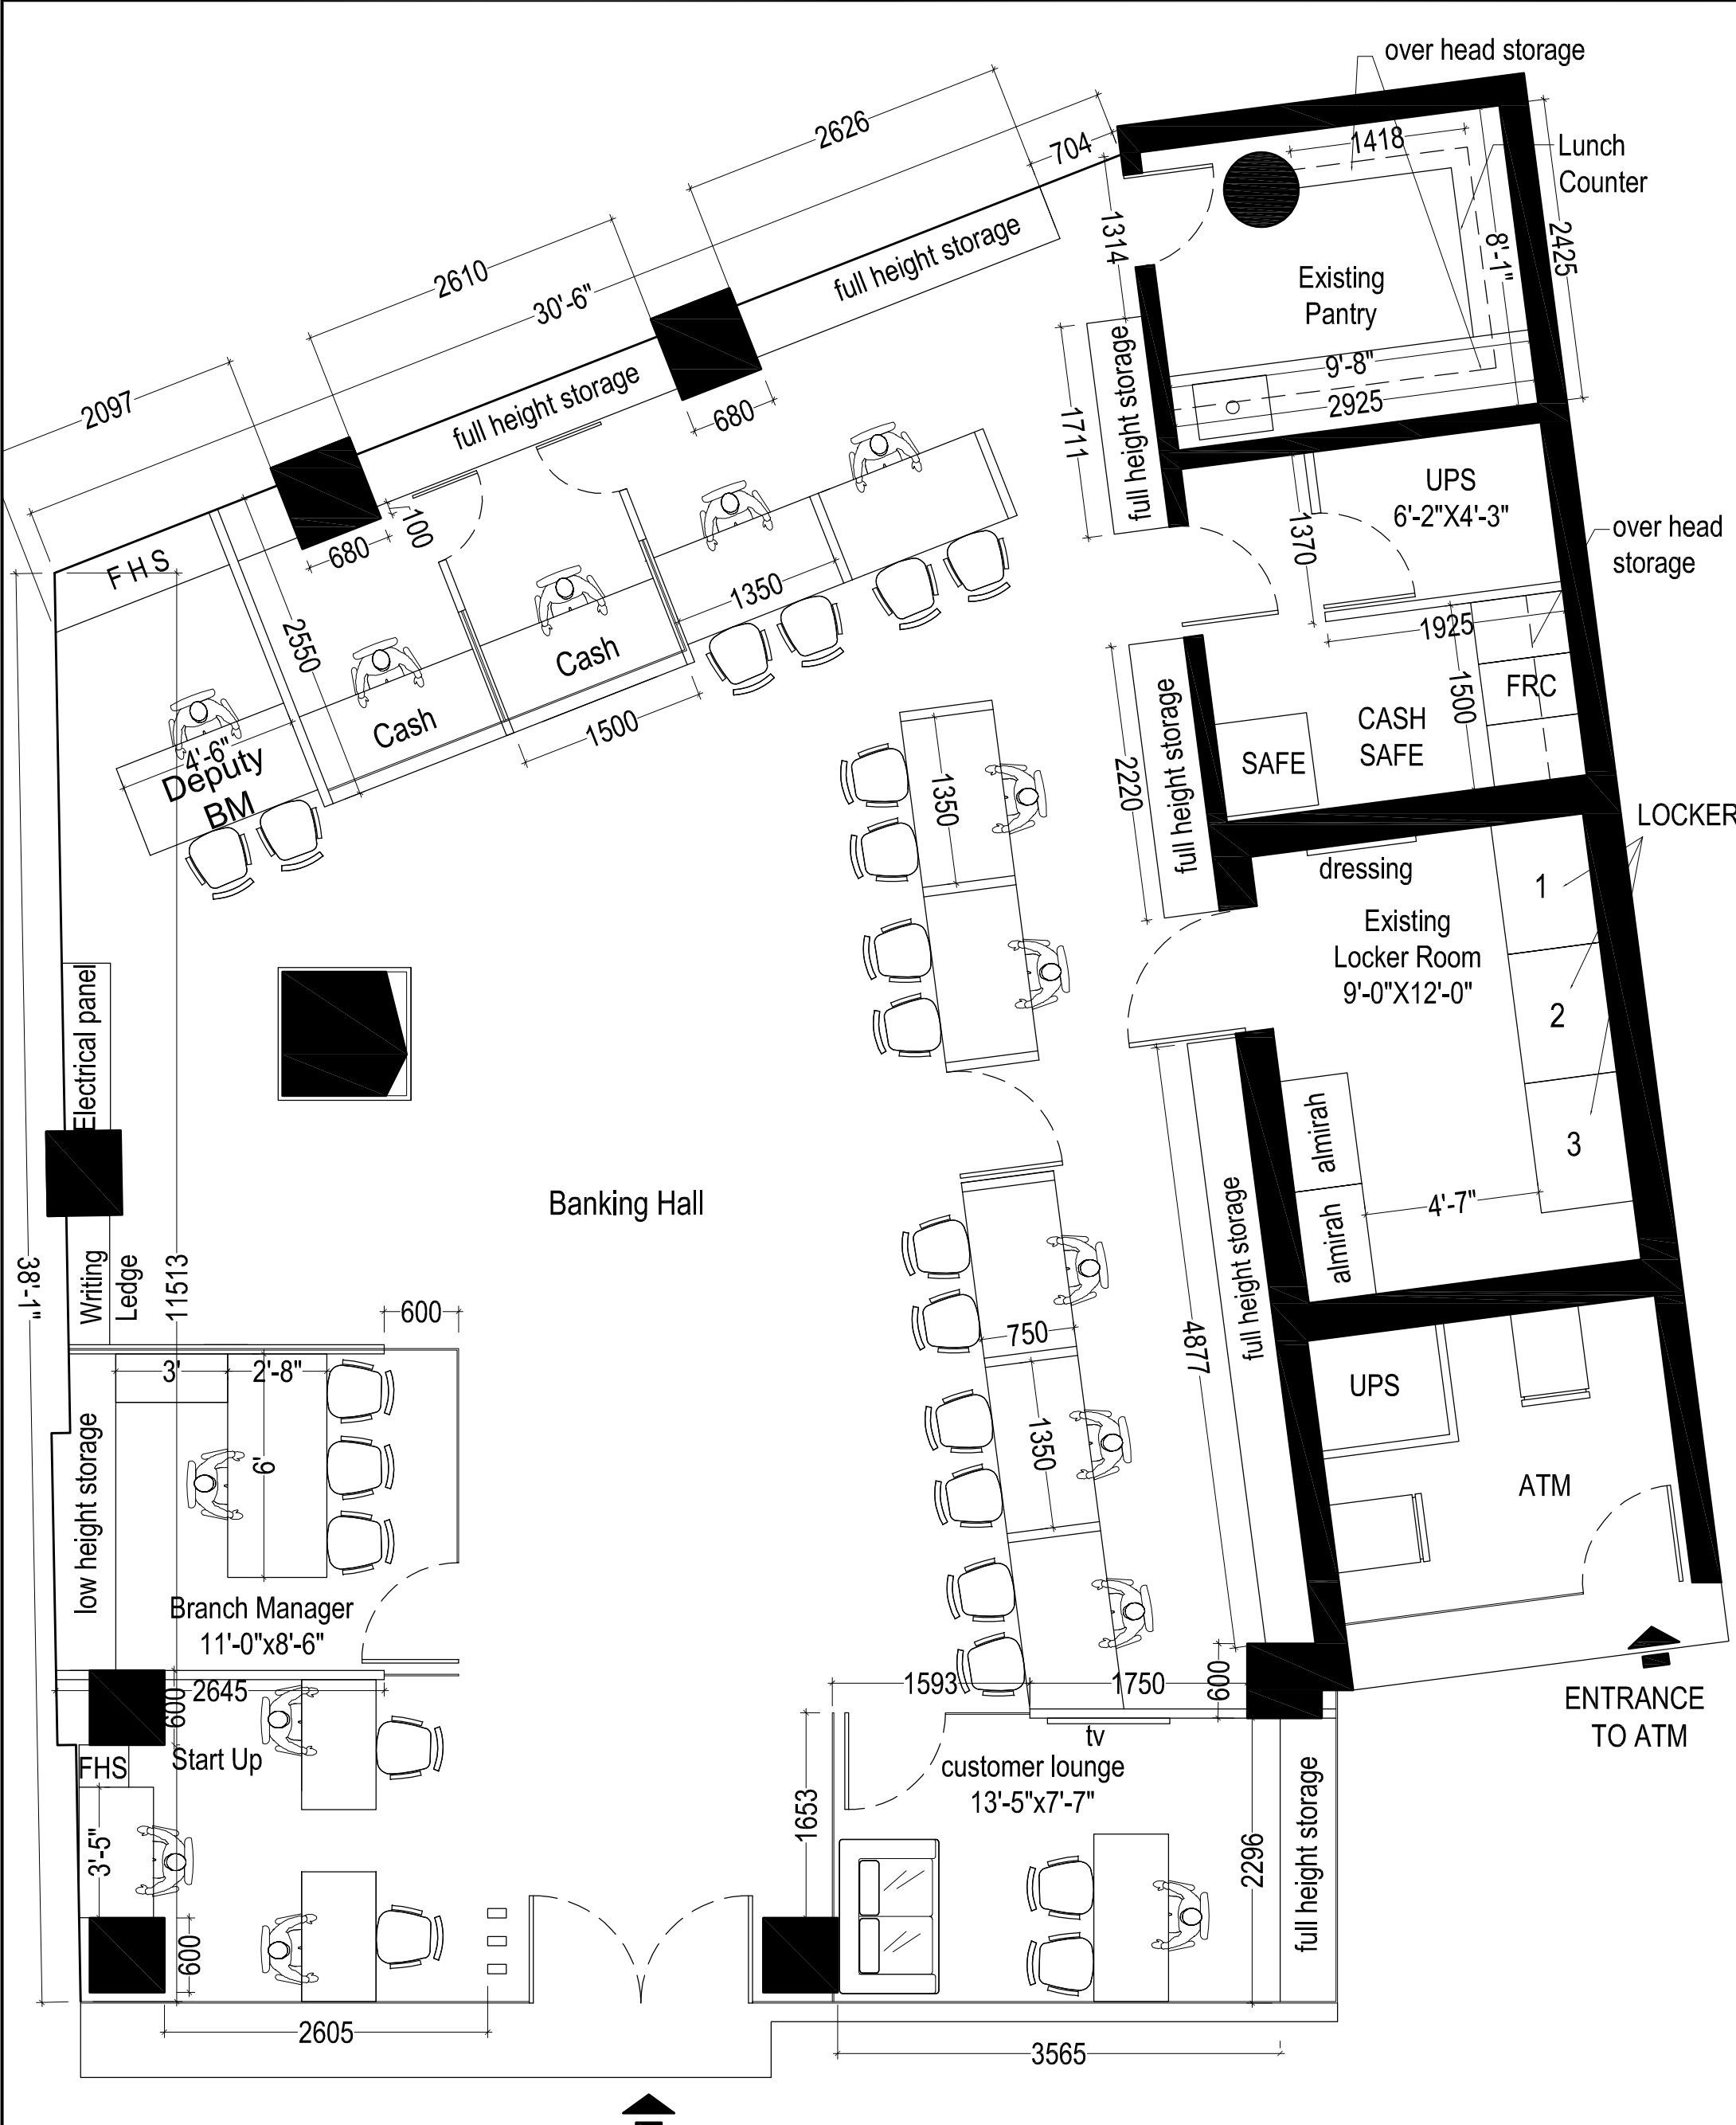 over head storage
2626
704
1418
Lunch
Counter
1314
full height storage
8'-1"
2425
2610
30'-6"
Existing
Pantry
9'-8"
2925
2097
full height storage
680
1711
full height storage
UPS
6'-2"X4'-3"
1370
over head
storage
F H S
680
100
1350
2550
Cash
1925
1500
FRC
Cash
1500
4'-6"
Deputy
BM
2220
full height storage
SAFE
CASH
SAFE
1350
LOCKER
dressing
1
Existing
Locker Room
9'-0"X12'-0"
2
3
Electrical panel
almirah
almirah
4'-7"
Banking Hall
full height storage
4877
38'-1"
Writing
Ledge
11513
600
750
1350
3'
2'-8"
6'
low height storage
UPS
ATM
Branch Manager
11'-0"x8'-6"
2645
600
1593
1750
600
ENTRANCE
TO ATM
FHS
Start Up
tv
customer lounge
13'-5"x7'-7"
1653
3'-5"
2296
full height storage
600
2605
3565